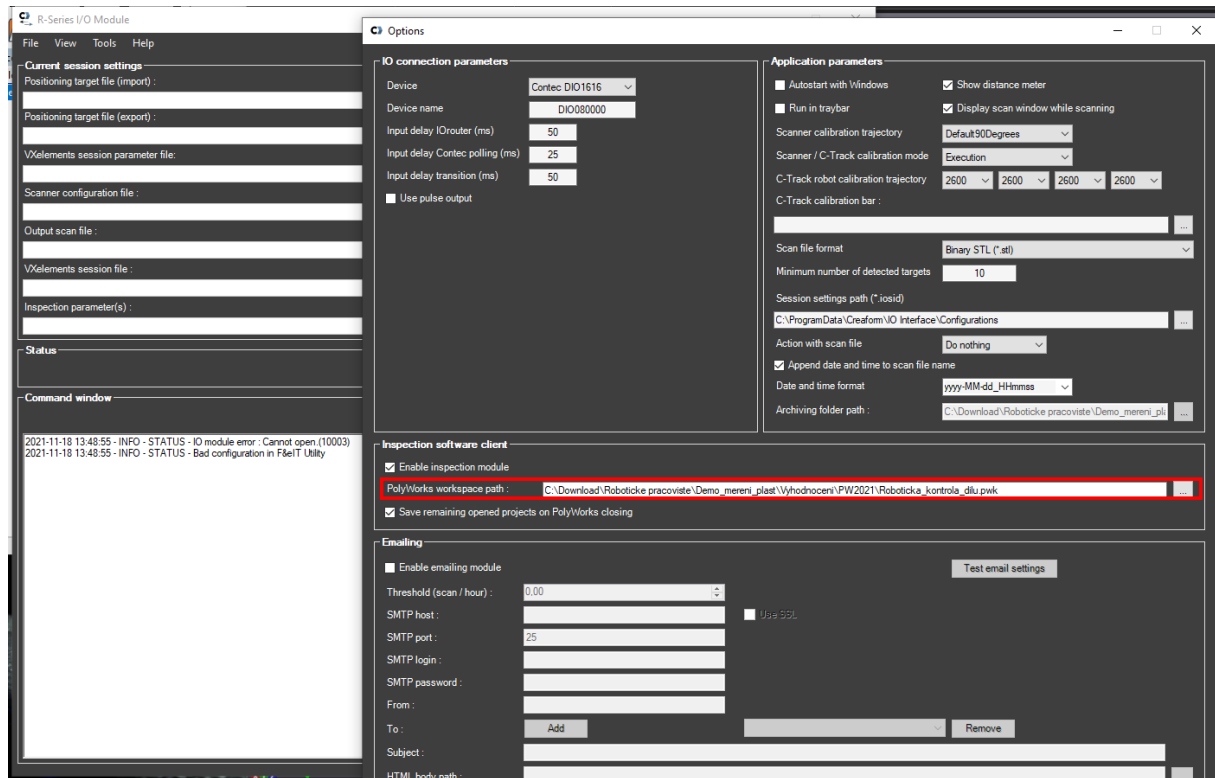 R-Series I/O Module
File View Tools Help
Current session settings
Positioning target file (import) :
Positioning target file (export) :
VXelements session parameter file:
Scanner configuration file :
Output scan file :
VXelements session file :
Inspection parameter(s) :
Status
Command window
2021-11-18 13:48:55 - INFO - STATUS - IO module error : Cannot open.(10003)
2021-11-18 13:48:55 - INFO - STATUS - Bad configuration in F&eIT Utility
Options
IO connection parameters
Device Contec DIO1616
Device name DIO080000
Input delay IOrouter (ms) 50
Input delay Contec polling (ms) 25
Input delay transition (ms) 50
Use pulse output
Application parameters
Autostart with Windows Show distance meter
Run in traybar Display scan window while scanning
Scanner calibration trajectory Default90Degrees
Scanner / C-Track calibration mode Execution
C-Track robot calibration trajectory 2600 2600 2600 2600
C-Track calibration bar :
...
Scan file format Binary STL (*.stl)
Minimum number of detected targets 10
Session settings path (*.iosid)
C:\ProgramData\Creaform\IO Interface\Configurations ...
Action with scan file Do nothing
Append date and time to scan file name
Date and time format yyyy-MM-dd_HHmmss
Archiving folder path : C:\Download\Roboticke pracoviste\Demo_mereni_pla ...
Inspection software client
Enable inspection module
PolyWorks workspace path : C:\Download\Roboticke pracoviste\Demo_mereni_plast\Vyhodnoceni\PW2021\Roboticka_kontrola_dilu.pwk ...
Save remaining opened projects on PolyWorks closing
Emailing
Enable emailing module Test email settings
Threshold (scan / hour) : 0,00
SMTP host : Use SSL
SMTP port : 25
SMTP login :
SMTP password :
From :
To : Add Remove
Subject :
HTML body path :